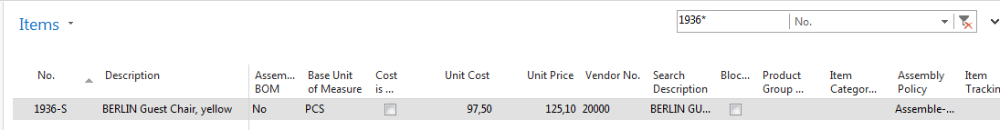 Items
1936* No.
No. Description Assem... BOM Base Unit of Measure Cost is ... Unit Cost Unit Price Vendor No. Search Description Bloc... Product Group ... Item Categor... Assembly Policy Item Trackin
1936-S BERLIN Guest Chair, yellow No PCS 97,50 125,10 20000 BERLIN GU... Assemble-...